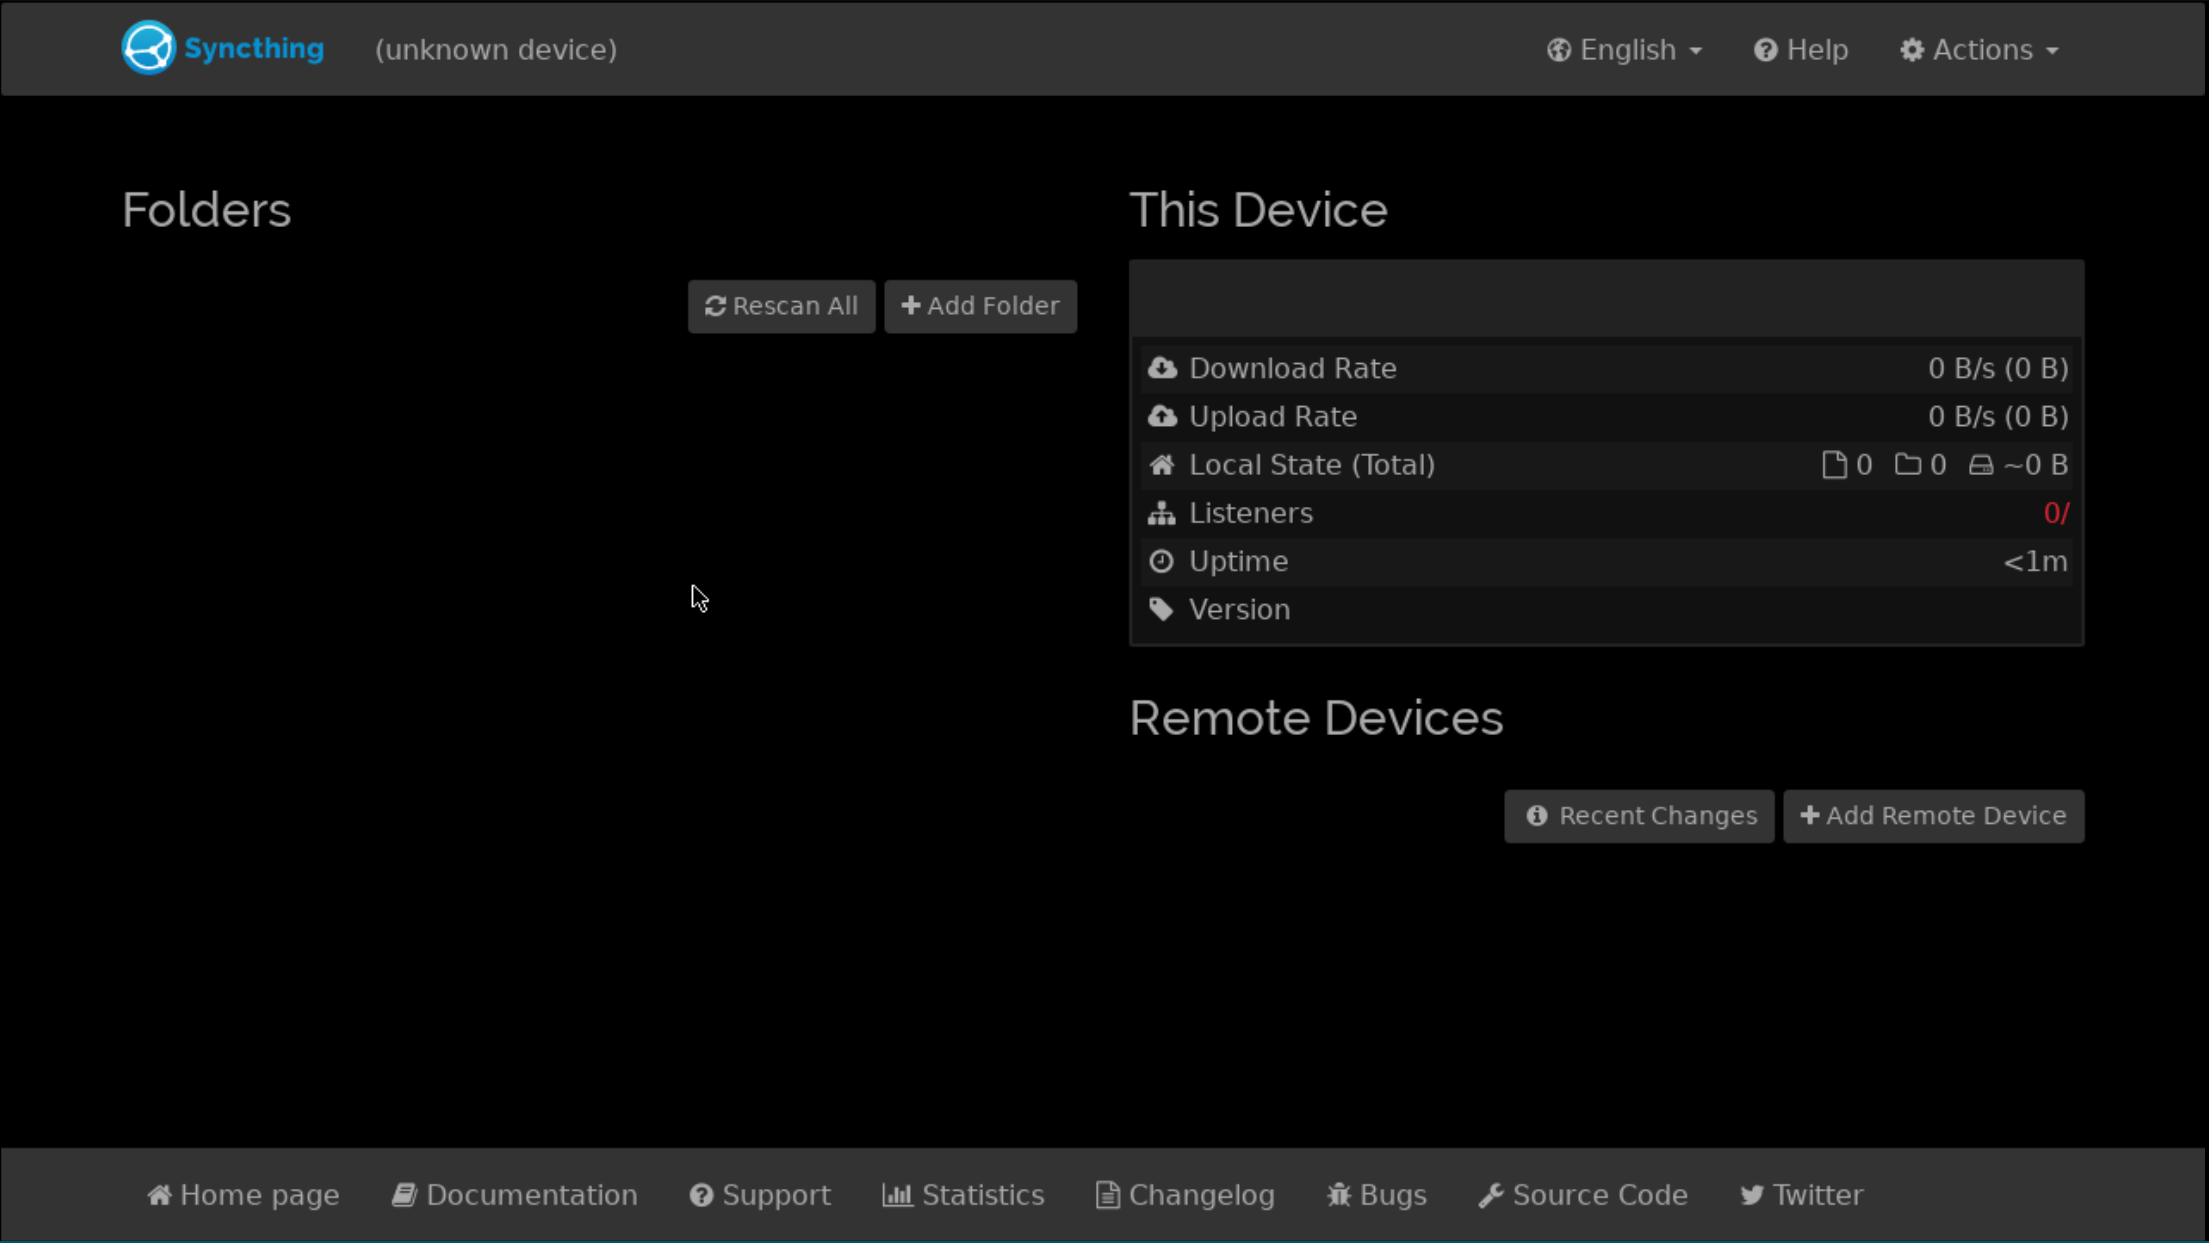 Syncthing (unknown device) English Help Actions
Folders
Rescan All Add Folder
This Device
Download Rate 0 B/s (0 B)
Upload Rate 0 B/s (0 B)
Local State (Total) 0 0 ~0 B
Listeners 0/
Uptime <1m
Version
Remote Devices
Recent Changes Add Remote Device
Home page Documentation Support Statistics Changelog Bugs Source Code Twitter